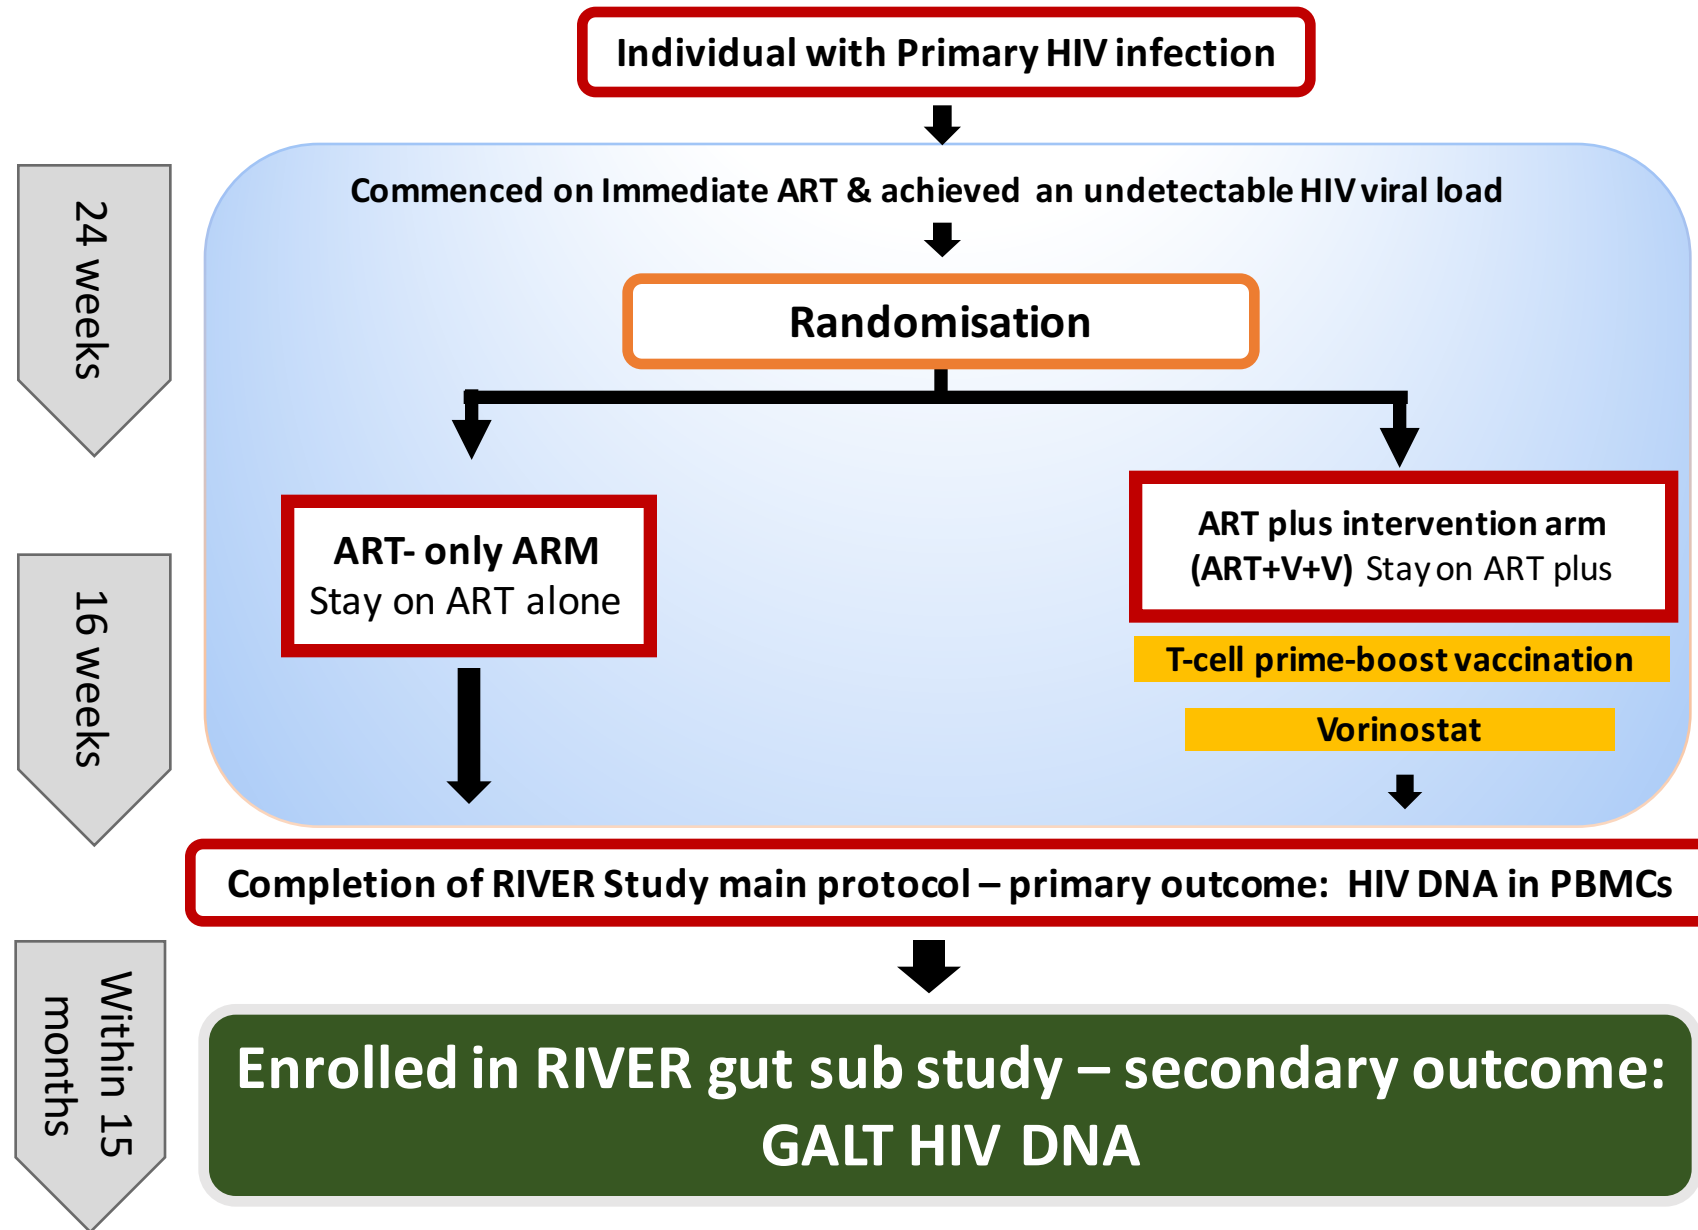 Individual with Primary HIV infection
24 weeks
Commenced on Immediate ART & achieved an undetectable HIV viral load
Randomisation
16 weeks
ART- only ARM
Stay on ART alone
ART plus intervention arm
(ART+V+V) Stay on ART plus
T-cell prime-boost vaccination
Vorinostat
Completion of RIVER Study main protocol – primary outcome: HIV DNA in PBMCs
Within 15
months
Enrolled in RIVER gut sub study – secondary outcome:
GALT HIV DNA